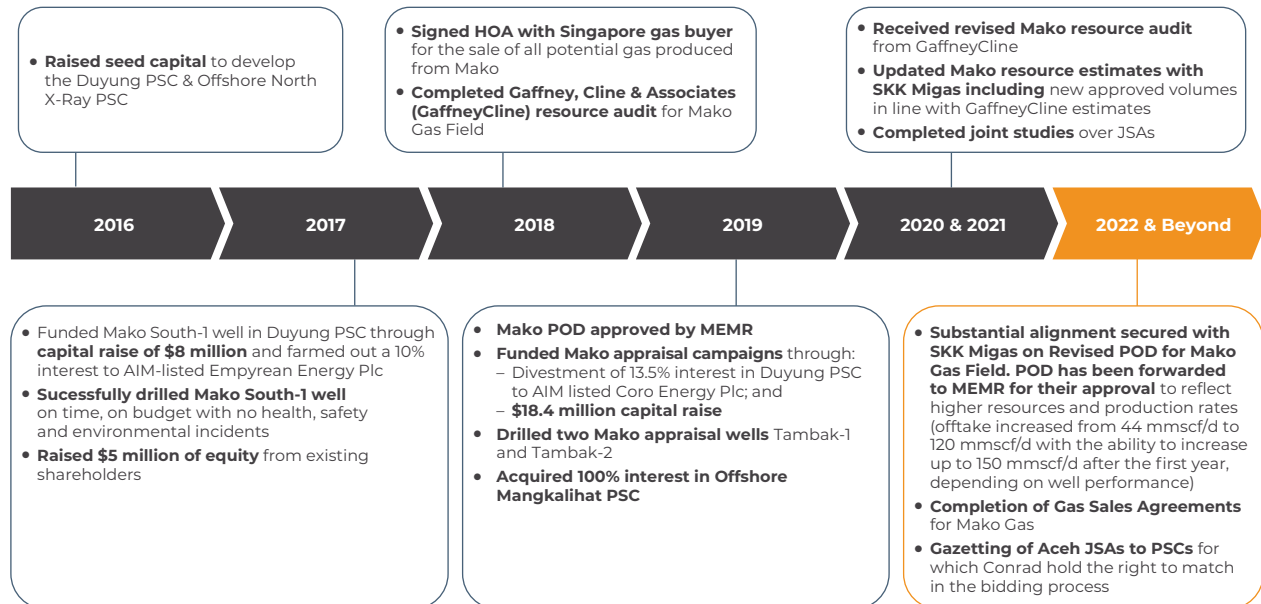 • Raised seed capital to develop
the Duyung PSC & Offshore North
X-Ray PSC
• Signed HOA with Singapore gas buyer
for the sale of all potential gas produced
from Mako
• Completed Gaffney, Cline & Associates
(GaffneyCline) resource audit for Mako
Gas Field
• Received revised Mako resource audit
from GaffneyCline
• Updated Mako resource estimates with
SKK Migas including new approved volumes
in line with GaffneyCline estimates
• Completed joint studies over JSAs
2016
2017
2018
2019
2020 & 2021
2022 & Beyond
• Funded Mako South-1 well in Duyung PSC through
capital raise of $8 million and farmed out a 10%
interest to AIM-listed Empyrean Energy Plc
• Sucessfully drilled Mako South-1 well
on time, on budget with no health, safety
and environmental incidents
• Raised $5 million of equity from existing
shareholders
• Mako POD approved by MEMR
• Funded Mako appraisal campaigns through:
– Divestment of 13.5% interest in Duyung PSC
to AIM listed Coro Energy Plc; and
– $18.4 million capital raise
• Drilled two Mako appraisal wells Tambak-1
and Tambak-2
• Acquired 100% interest in Offshore
Mangkalihat PSC
• Substantial alignment secured with
SKK Migas on Revised POD for Mako
Gas Field. POD has been forwarded
to MEMR for their approval to reflect
higher resources and production rates
(offtake increased from 44 mmscf/d to
120 mmscf/d with the ability to increase
up to 150 mmscf/d after the first year,
depending on well performance)
• Completion of Gas Sales Agreements
for Mako Gas
• Gazetting of Aceh JSAs to PSCs for
which Conrad hold the right to match
in the bidding process